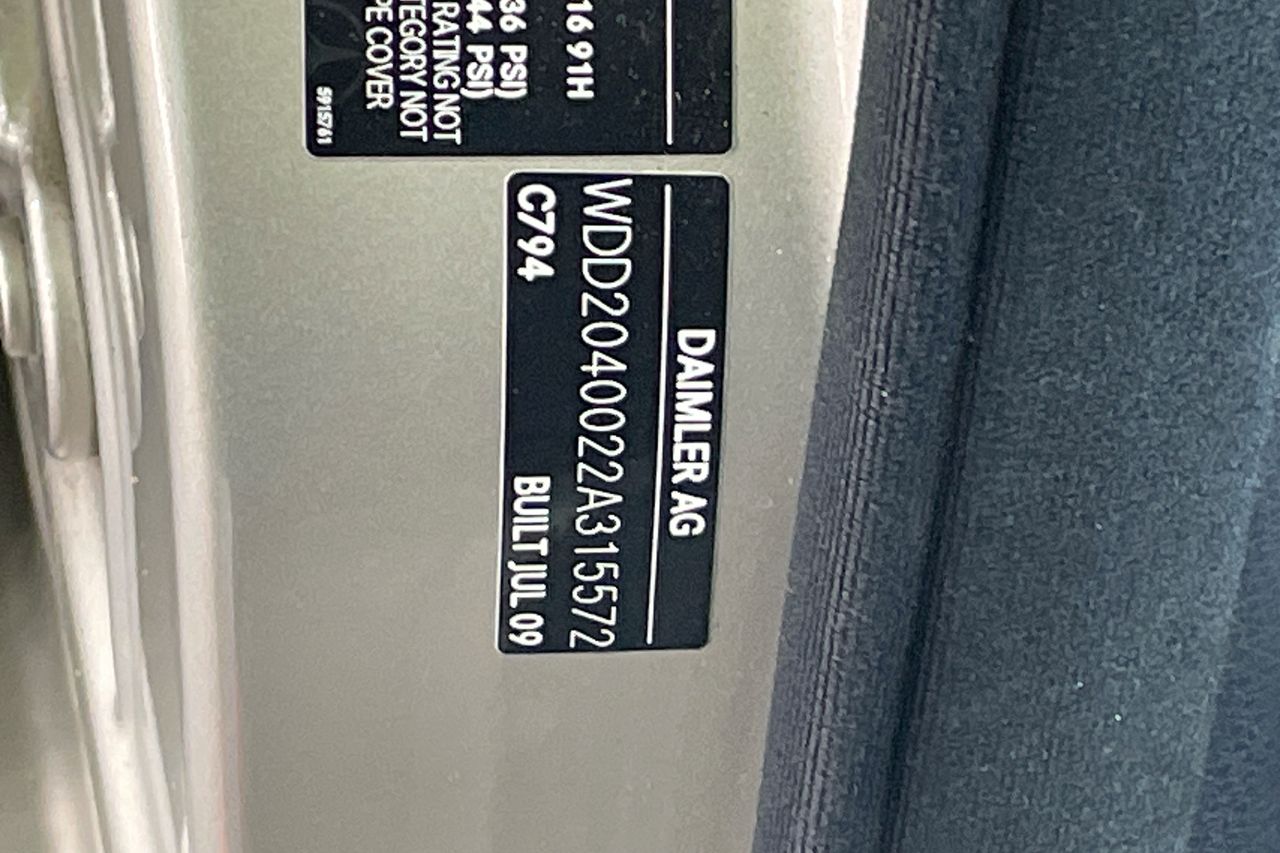 16 91H
36 PSI)
44 PSI)
RATING NOT
TEGORY NOT
PE COVER
5915761
DAIMLER AG
WDD2040022A315572
C794 BUILT JUL 09